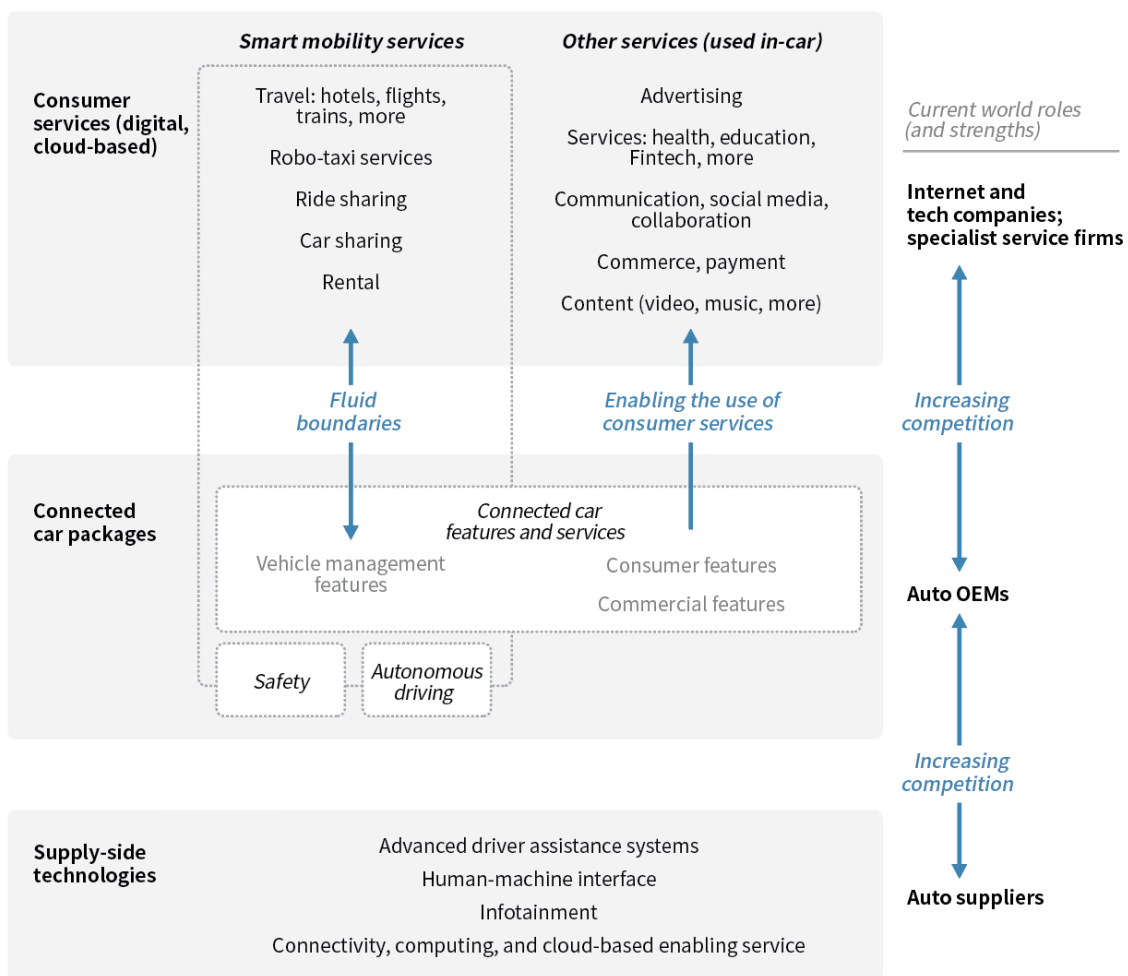 Smart mobility services
Other services (used in-car)
Consumer
services (digital,
cloud-based)
Travel: hotels, flights,
trains, more
Robo-taxi services
Ride sharing
Car sharing
Rental
Advertising
Services: health, education,
Fintech, more
Communication, social media,
collaboration
Commerce, payment
Content (video, music, more)
Current world roles
(and strengths)
Internet and
tech companies;
specialist service firms
Fluid
boundaries
Enabling the use of
consumer services
Increasing
competition
Connected
car packages
Connected car
features and services
Vehicle management
features
Consumer features
Commercial features
Auto OEMs
Safety
Autonomous
driving
Increasing
competition
Supply-side
technologies
Advanced driver assistance systems
Human-machine interface
Infotainment
Connectivity, computing, and cloud-based enabling service
Auto suppliers